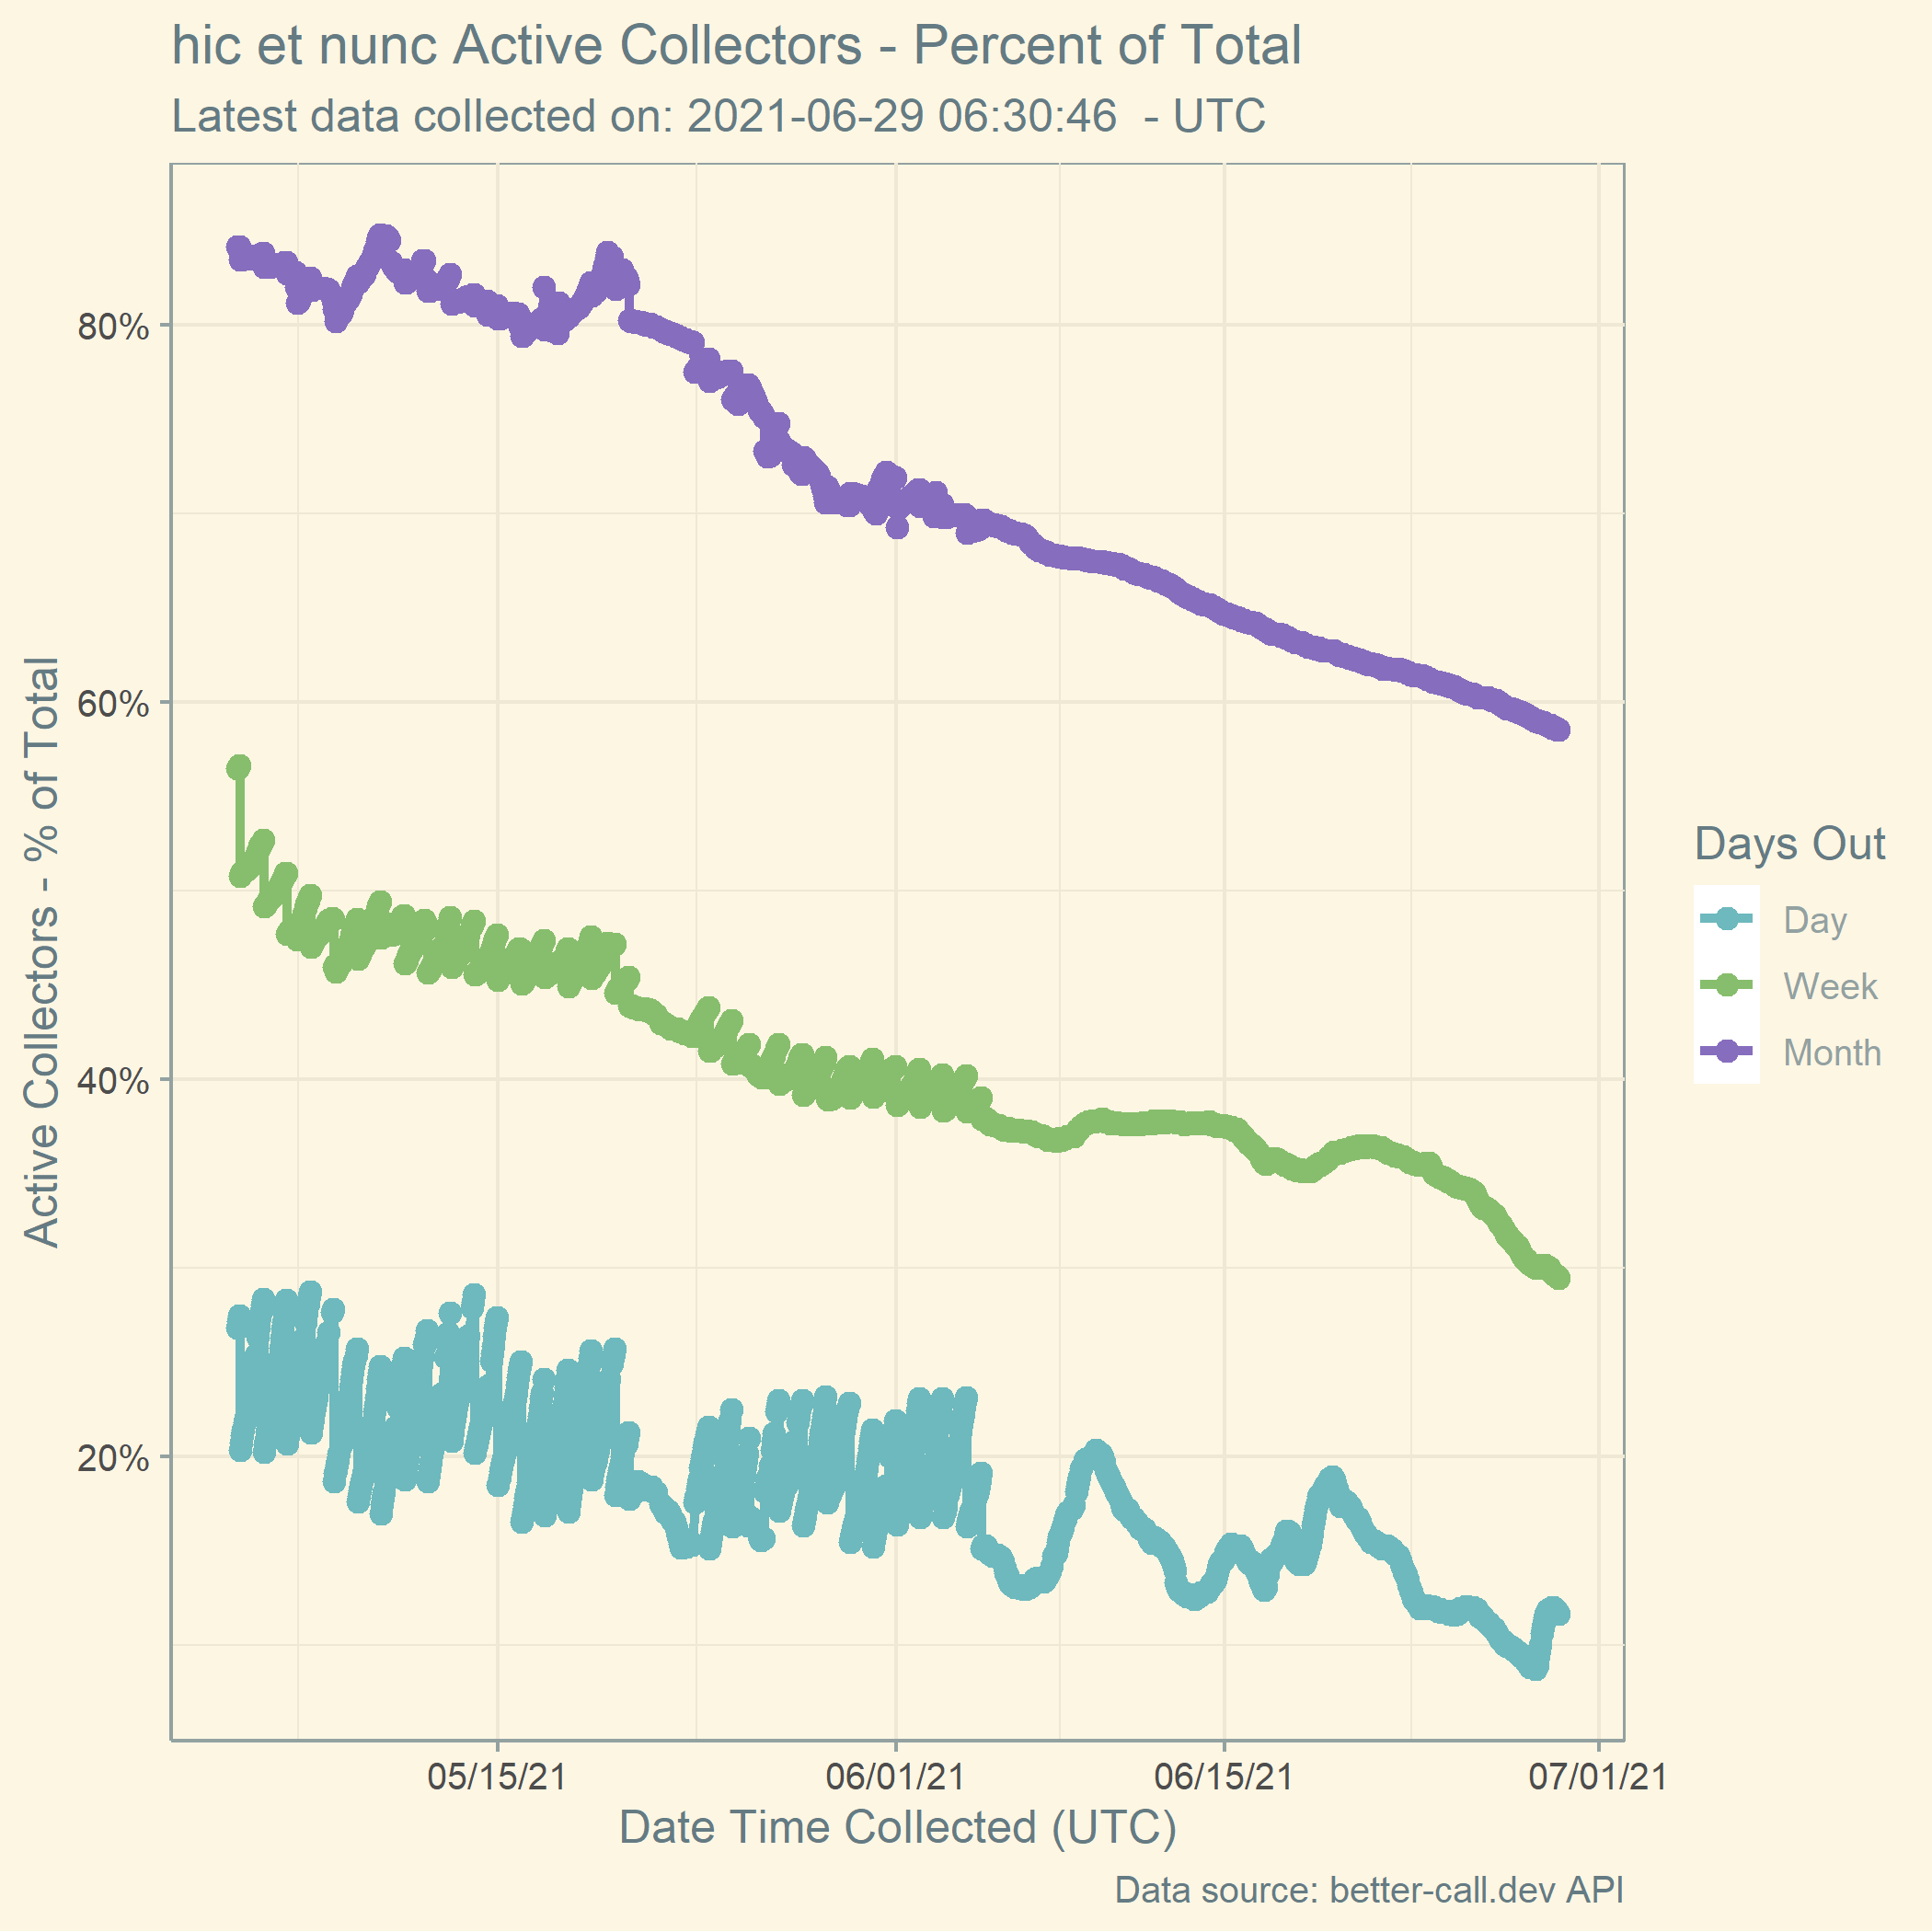 hic et nunc Active Collectors - Percent of Total
Latest data collected on: 2021-06-29 06:30:46  - UTC
Active Collectors - % of Total
80%
60%
40%
20%
05/15/21
06/01/21
06/15/21
07/01/21
Date Time Collected (UTC)
Days Out
Day
Week
Month
Data source: better-call.dev API